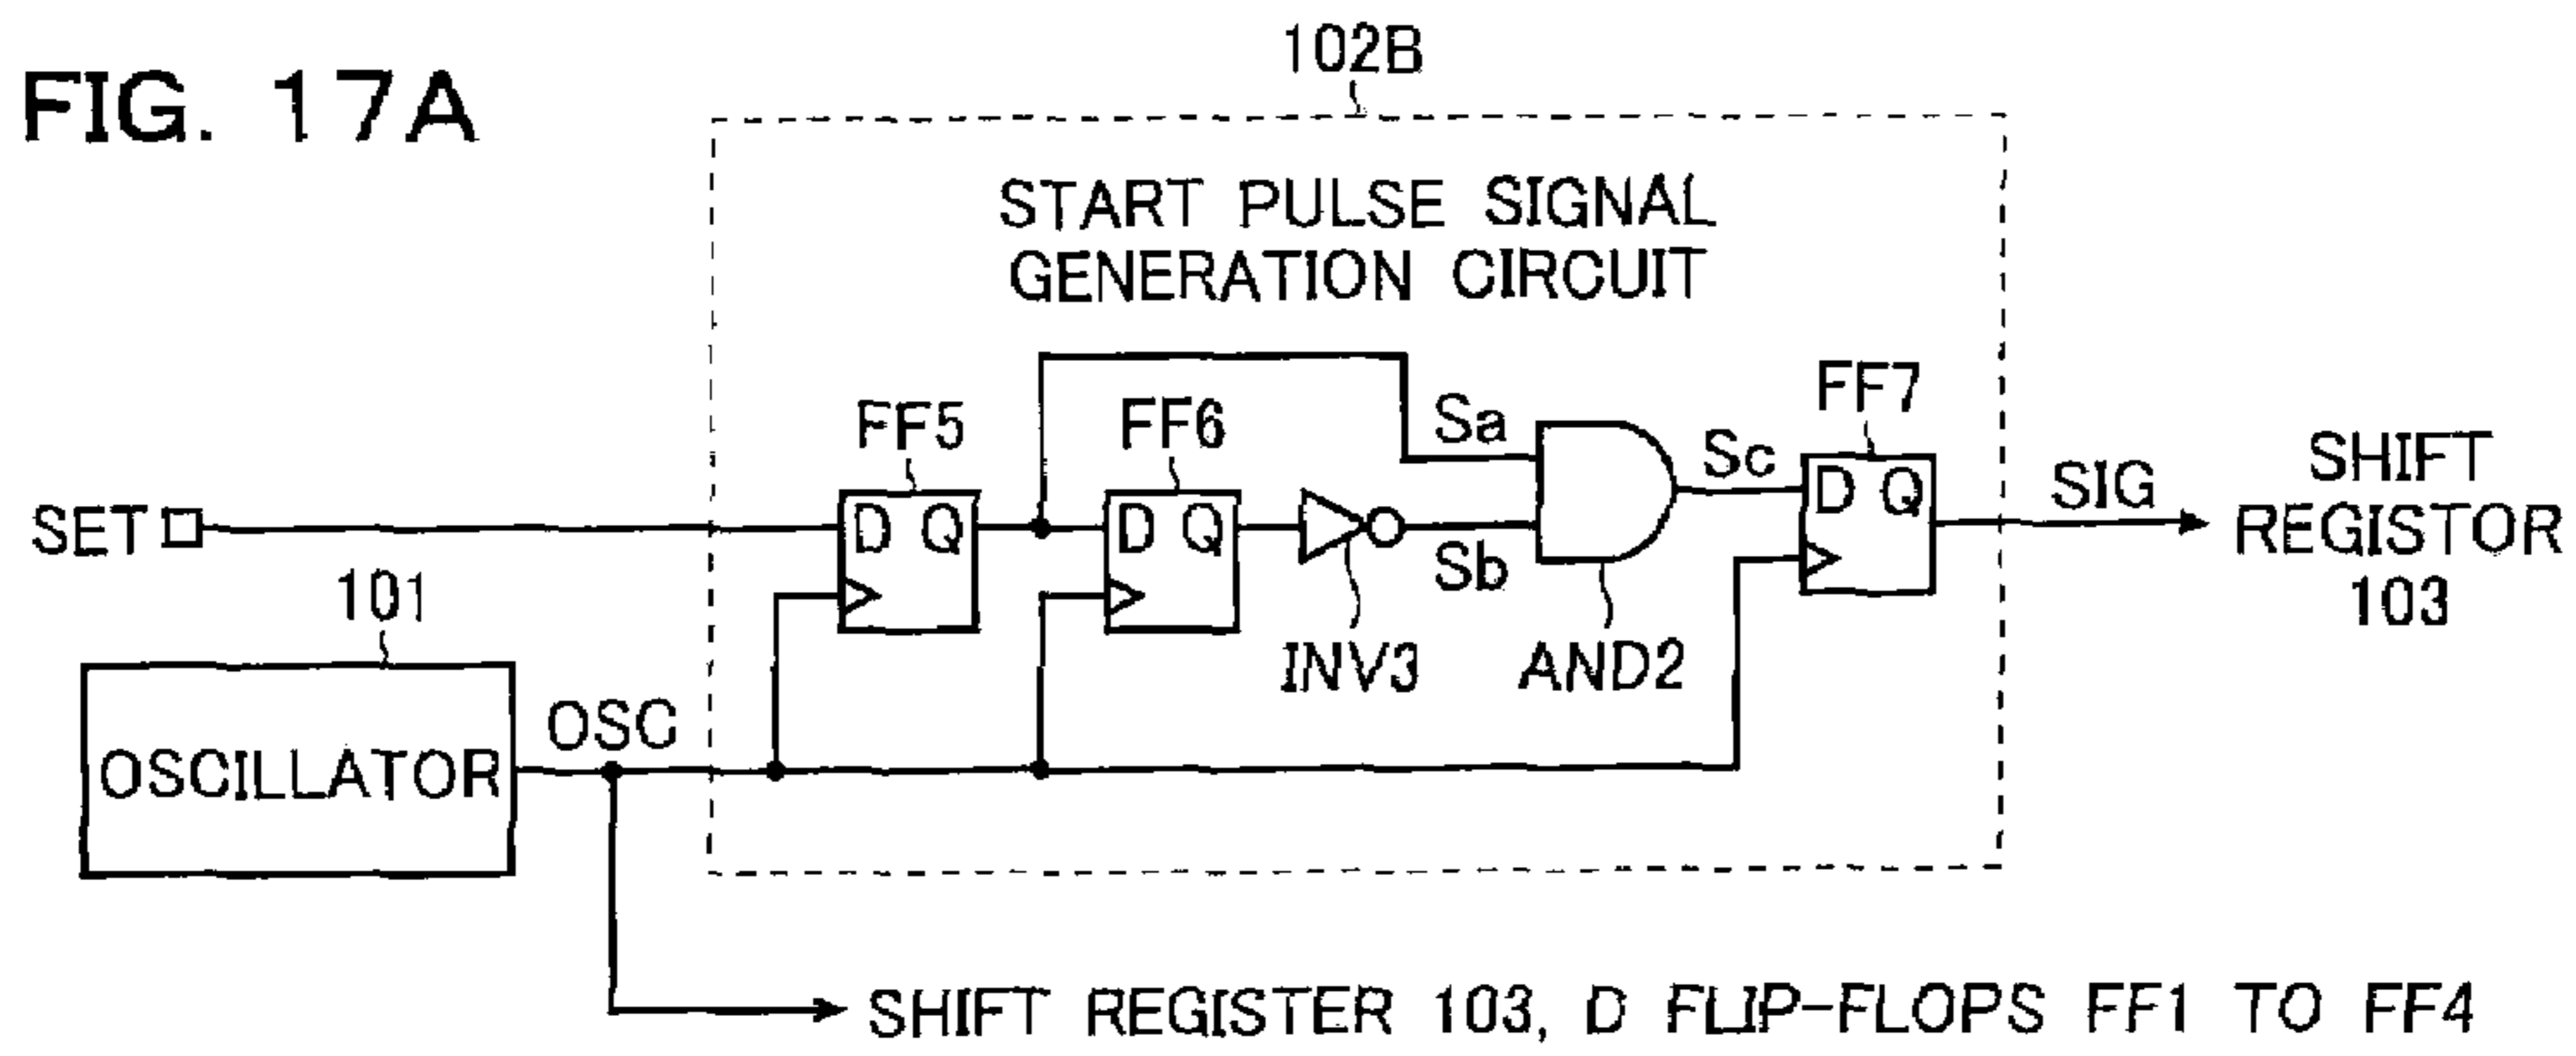 FIG. 17A
102B
START PULSE SIGNAL
GENERATION CIRCUIT
FF5
FF6
Sa
Sc
FF7
SET
D Q
D Q
Sb
D Q
SIG
SHIFT
REGISTOR
103
INV3
AND2
101
OSCILLATOR
OSC
SHIFT REGISTER 103, D FLIP-FLOPS FF1 TO FF4